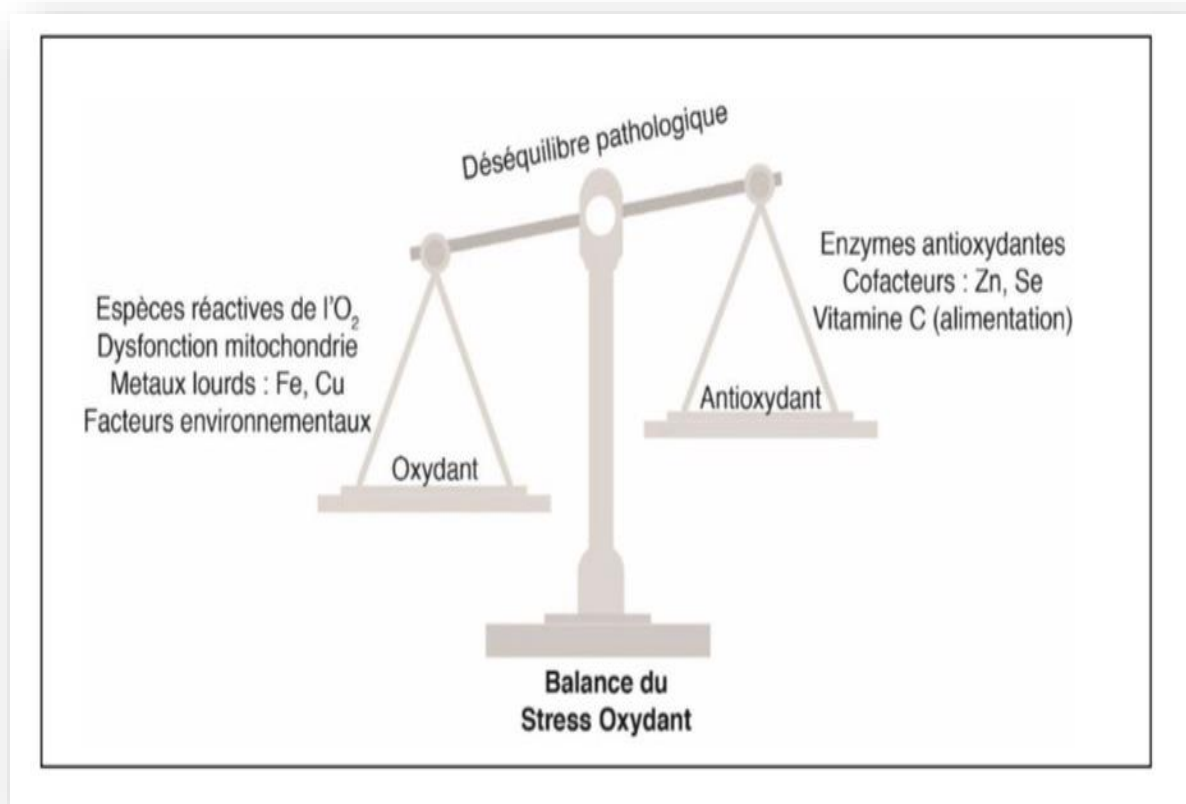 Déséquilibre pathologique
Espèces réactives de l'O₂
Dysfonction mitochondrie
Metaux lourds : Fe, Cu
Facteurs environnementaux
Oxydant
Enzymes antioxydantes
Cofacteurs : Zn, Se
Vitamine C (alimentation)
Antioxydant
Balance du
Stress Oxydant